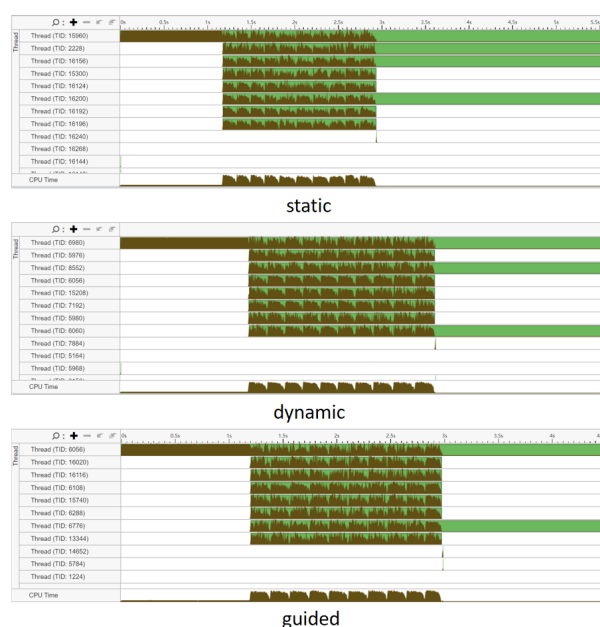 0s 0.5s 1s 1.5s 2s 2.5s 3s 3.5s 4s 4.5s 5s 5.5s
Thread
Thread (TID: 15960)
Thread (TID: 2228)
Thread (TID: 16156)
Thread (TID: 15300)
Thread (TID: 16124)
Thread (TID: 16200)
Thread (TID: 16192)
Thread (TID: 16196)
Thread (TID: 16240)
Thread (TID: 16268)
Thread (TID: 16144)
CPU Time
static
Thread
Thread (TID: 6980)
Thread (TID: 5976)
Thread (TID: 8552)
Thread (TID: 6056)
Thread (TID: 15208)
Thread (TID: 7192)
Thread (TID: 5980)
Thread (TID: 6060)
Thread (TID: 7884)
Thread (TID: 5164)
Thread (TID: 5968)
CPU Time
dynamic
0s 0.5s 1s 1.5s 2s 2.5s 3s 3.5s 4s
Thread
Thread (TID: 6056)
Thread (TID: 16020)
Thread (TID: 16116)
Thread (TID: 6108)
Thread (TID: 15740)
Thread (TID: 6288)
Thread (TID: 6776)
Thread (TID: 13344)
Thread (TID: 14652)
Thread (TID: 5784)
Thread (TID: 1224)
CPU Time
guided